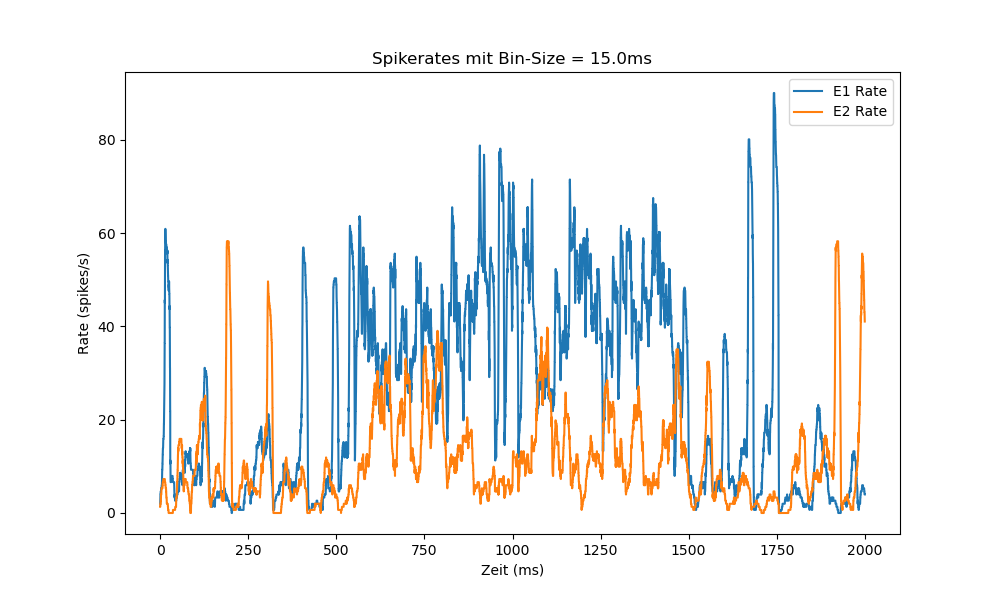 Spikerates mit Bin-Size = 15.0ms
E1 Rate
E2 Rate
80
60
40
20
0
Rate (spikes/s)
0 250 500 750 1000 1250 1500 1750 2000
Zeit (ms)